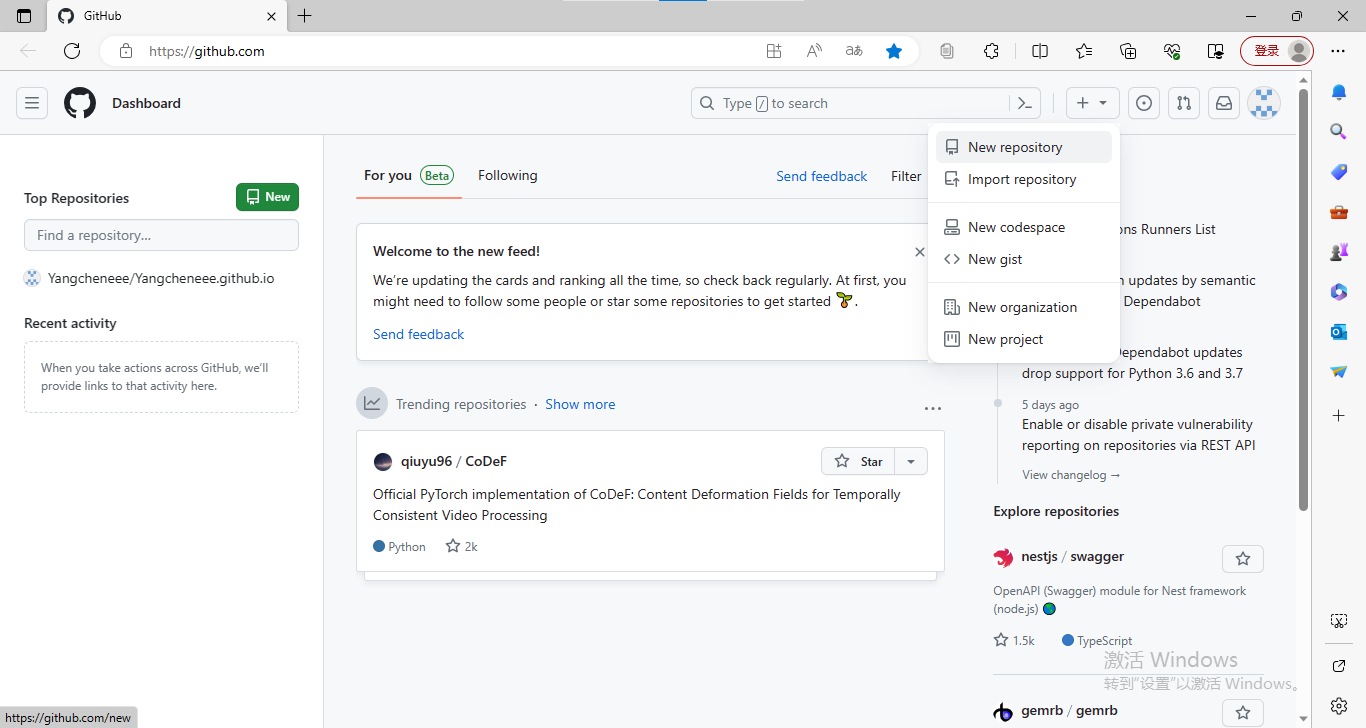 GitHub
https://github.com
登录
Dashboard
Type / to search
New repository
Import repository
New codespace
New gist
New organization
New project
Top Repositories
New
Find a repository...
Yangcheneee/Yangcheneee.github.io
Recent activity
When you take actions across GitHub, we'll
provide links to that activity here.
For you Beta
Following
Send feedback
Filter
Welcome to the new feed!
We're updating the cards and ranking all the time, so check back regularly. At first, you
might need to follow some people or star some repositories to get started 🌱.
Send feedback
Trending repositories · Show more
qiuyu96 / CoDeF
Star
Official PyTorch implementation of CoDeF: Content Deformation Fields for Temporally
Consistent Video Processing
Python
2k
Runners List
updates by semantic
Dependabot
Dependabot updates
drop support for Python 3.6 and 3.7
5 days ago
Enable or disable private vulnerability
reporting on repositories via REST API
View changelog →
Explore repositories
nestjs / swagger
OpenAPI (Swagger) module for Nest framework
(node.js) 🌎
1.5k
TypeScript
gemrb / gemrb
激活 Windows
转到"设置"以激活 Windows。
https://github.com/new